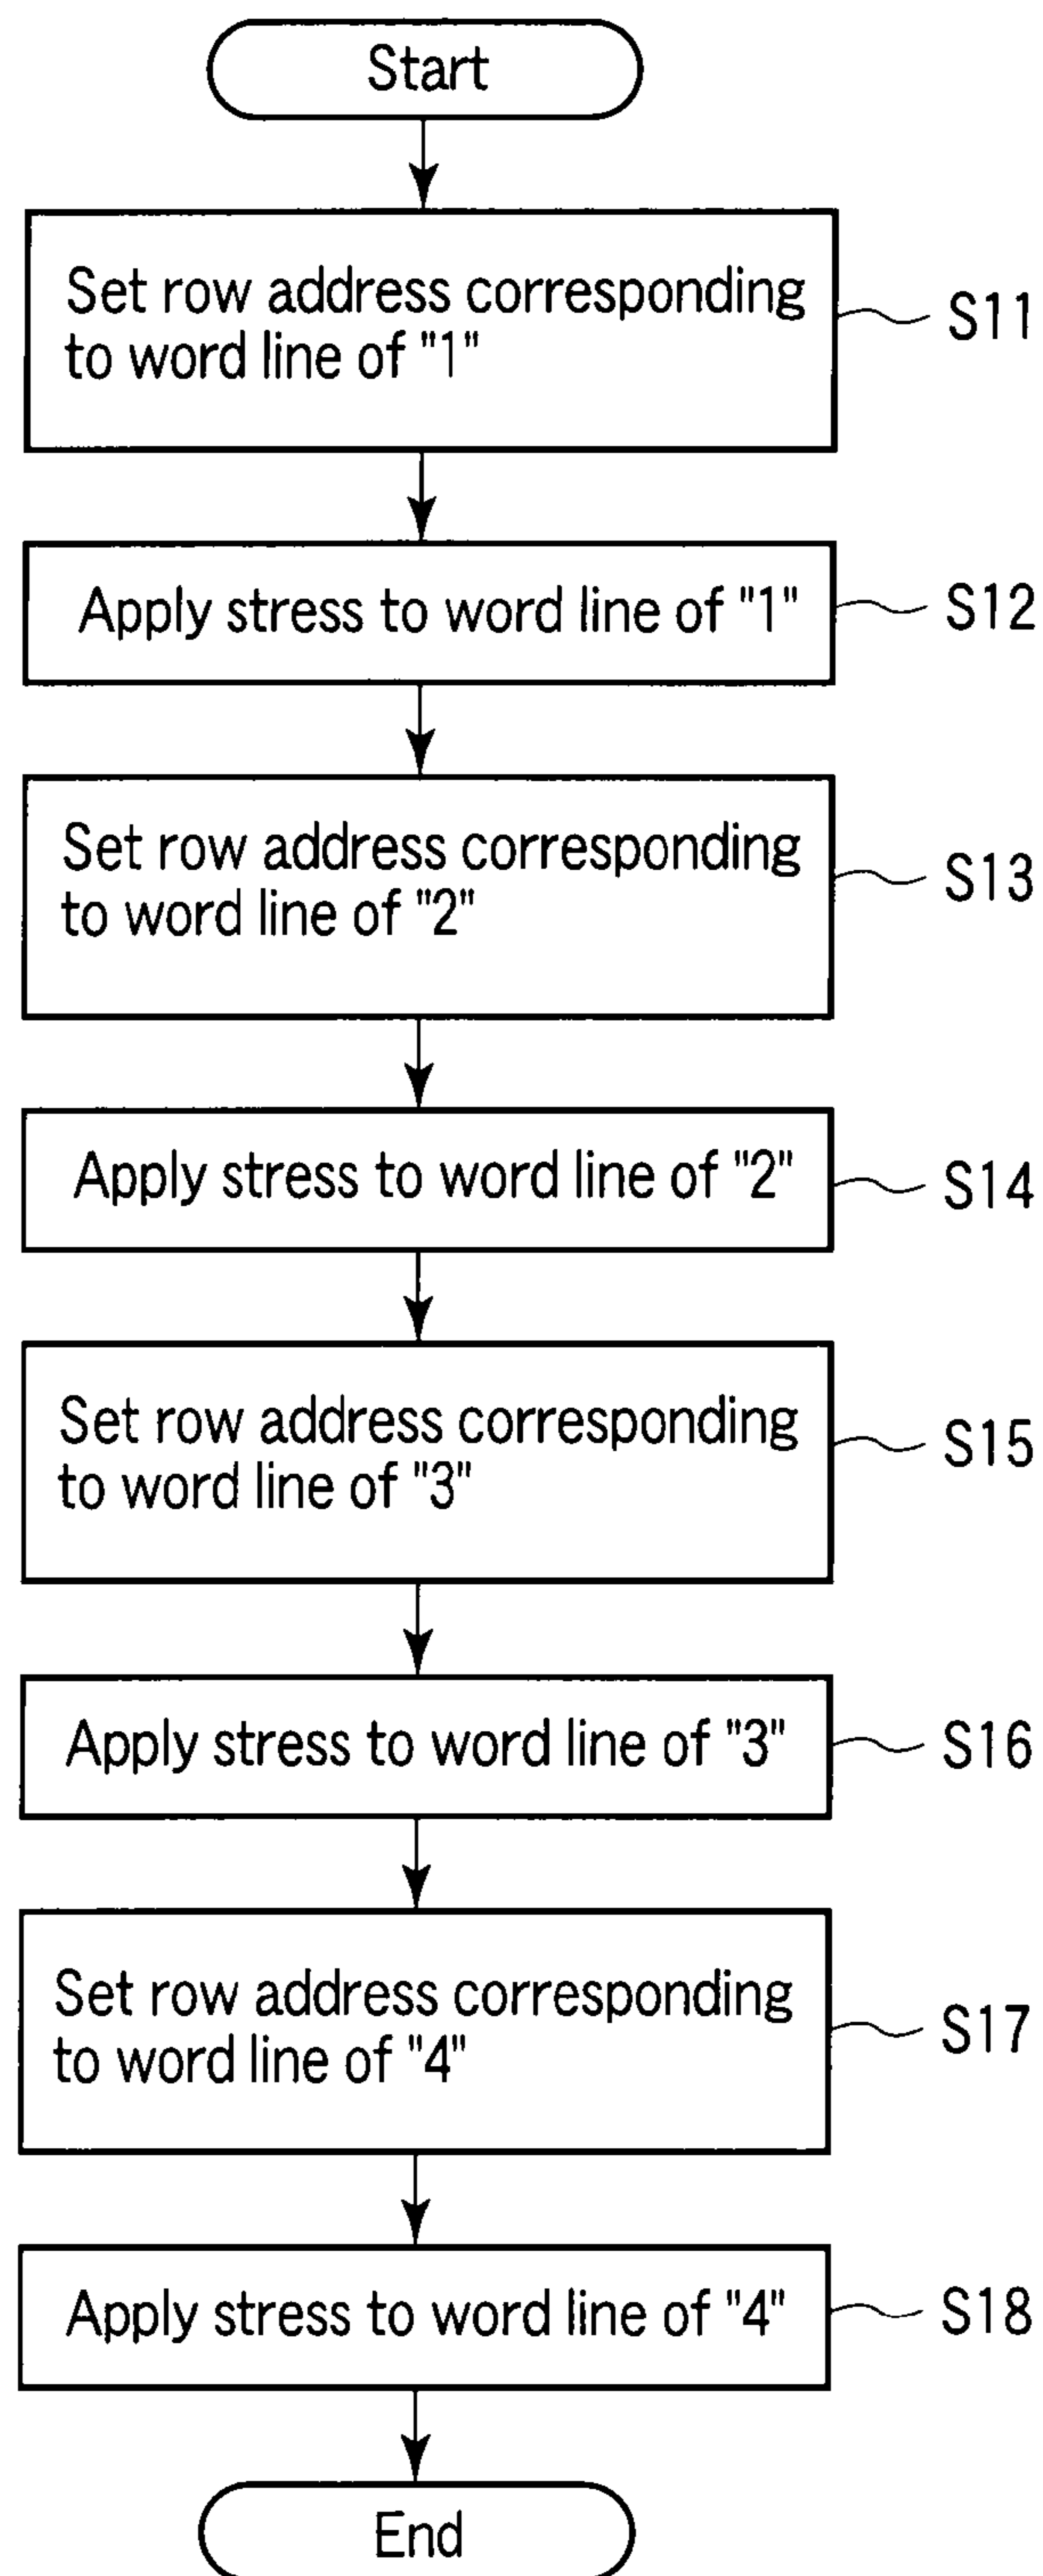 Start
Set row address corresponding
to word line of "1"
S11
Apply stress to word line of "1"
S12
Set row address corresponding
to word line of "2"
S13
Apply stress to word line of "2"
S14
Set row address corresponding
to word line of "3"
S15
Apply stress to word line of "3"
S16
Set row address corresponding
to word line of "4"
S17
Apply stress to word line of "4"
S18
End